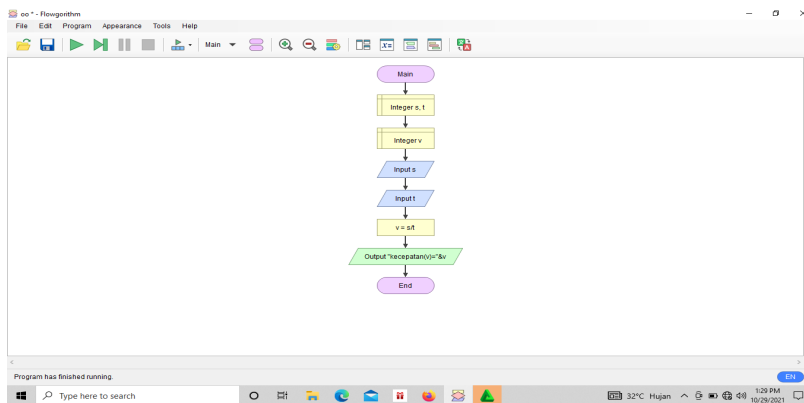 oo * - Flowgorithm
File Edit Program Appearance Tools Help
Main
X=
Main
Integer s, t
Integer v
Input s
Input t
v = s/t
Output "kecepatan(v)="&v
End
Program has finished running.
EN
Type here to search
32°C Hujan
1:29 PM
10/29/2021